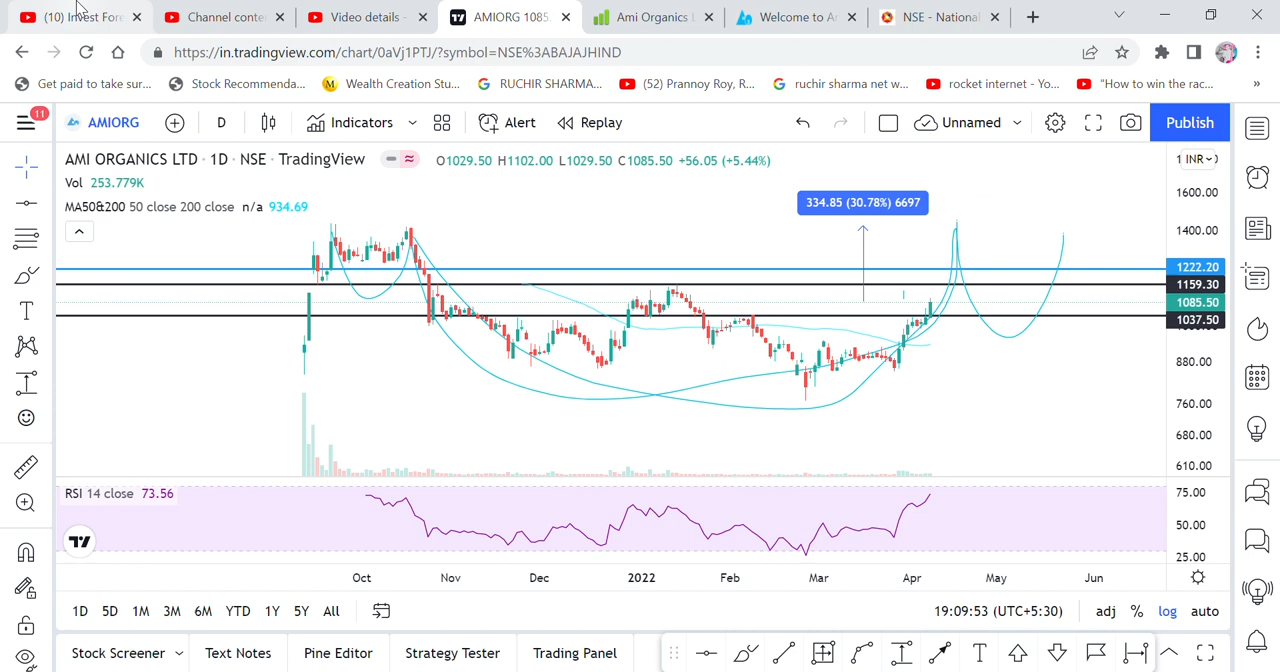 (10) Invest For
Channel conte
Video details -
AMIORG 1085.
Ami Organics L
Welcome to A
NSE - National
https://in.tradingview.com/chart/0aVj1PTJ/?symbol=NSE%3ABAJAJHIND
Get paid to take sur...
Stock Recommenda...
Wealth Creation Stu...
RUCHIR SHARMA...
(52) Prannoy Roy, R...
ruchir sharma net w...
rocket internet - Yo...
"How to win the rac...
»
11
AMIORG
D
Indicators
Alert
Replay
Unnamed
Publish
AMI ORGANICS LTD · 1D · NSE · TradingView
O1029.50 H1102.00 L1029.50 C1085.50 +56.05 (+5.44%)
Vol 253.779K
MA50&200 50 close 200 close n/a 934.69
334.85 (30.78%) 6697
1 INR
1600.00
1400.00
1222.20
1159.30
1085.50
1037.50
880.00
760.00
680.00
610.00
RSI 14 close 73.56
75.00
50.00
25.00
Oct Nov Dec 2022 Feb Mar Apr May Jun
1D 5D 1M 3M 6M YTD 1Y 5Y All
19:09:53 (UTC+5:30)
adj % log auto
Stock Screener
Text Notes
Pine Editor
Strategy Tester
Trading Panel